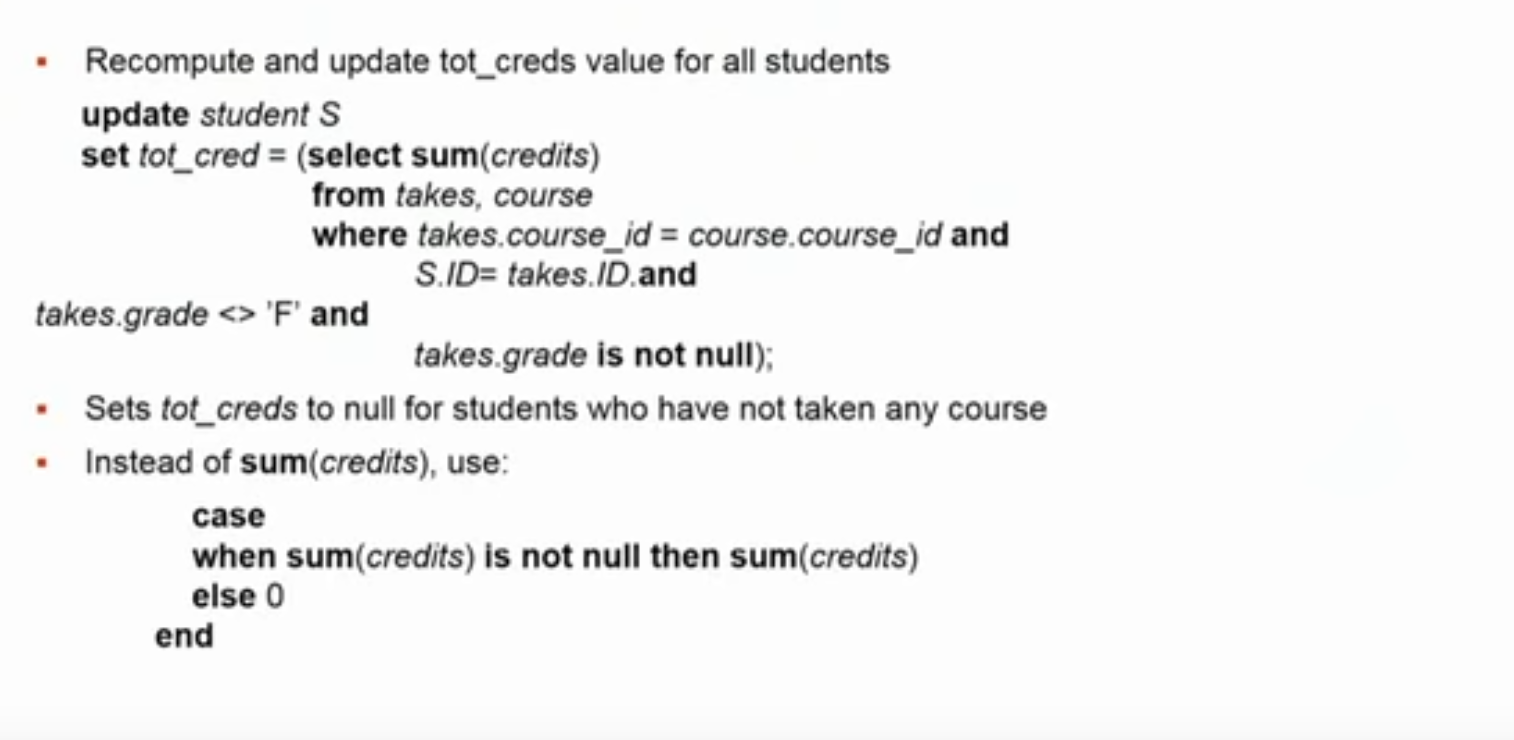 ▪ Recompute and update tot_creds value for all students
update student S
set tot_cred = (select sum(credits)
from takes, course
where takes.course_id = course.course_id and
S.ID= takes.ID.and
takes.grade <> 'F' and
takes.grade is not null);
▪ Sets tot_creds to null for students who have not taken any course
▪ Instead of sum(credits), use:
case
when sum(credits) is not null then sum(credits)
else 0
end